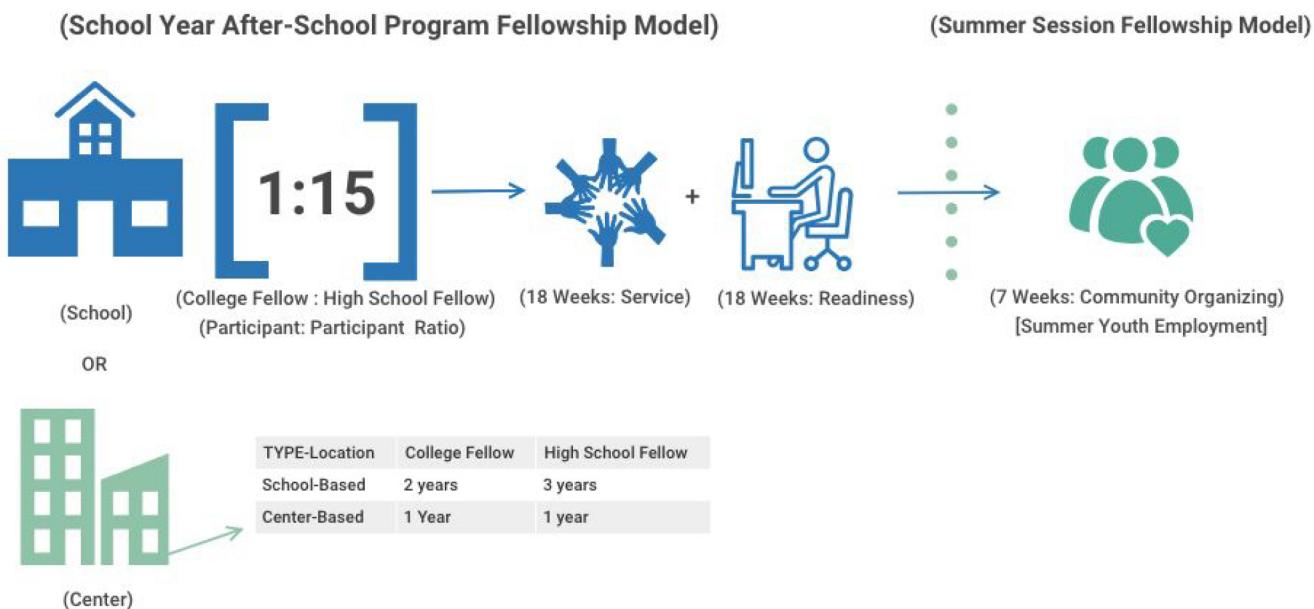 (School Year After-School Program Fellowship Model)
(Summer Session Fellowship Model)
1:15
+
(School)
(College Fellow : High School Fellow)
(Participant: Participant Ratio)
(18 Weeks: Service)
(18 Weeks: Readiness)
(7 Weeks: Community Organizing)
[Summer Youth Employment]
OR
TYPE-Location College Fellow High School Fellow
School-Based 2 years 3 years
Center-Based 1 Year 1 year
(Center)